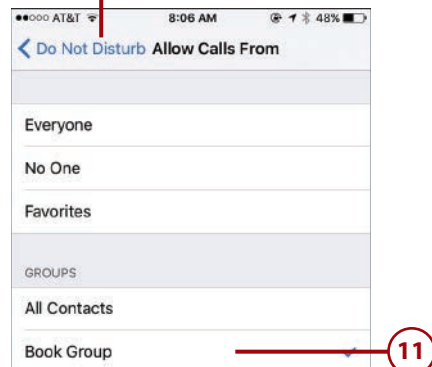 AT&T 8:06 AM 48%
Do Not Disturb Allow Calls From
Everyone
No One
Favorites
GROUPS
All Contacts
Book Group
11